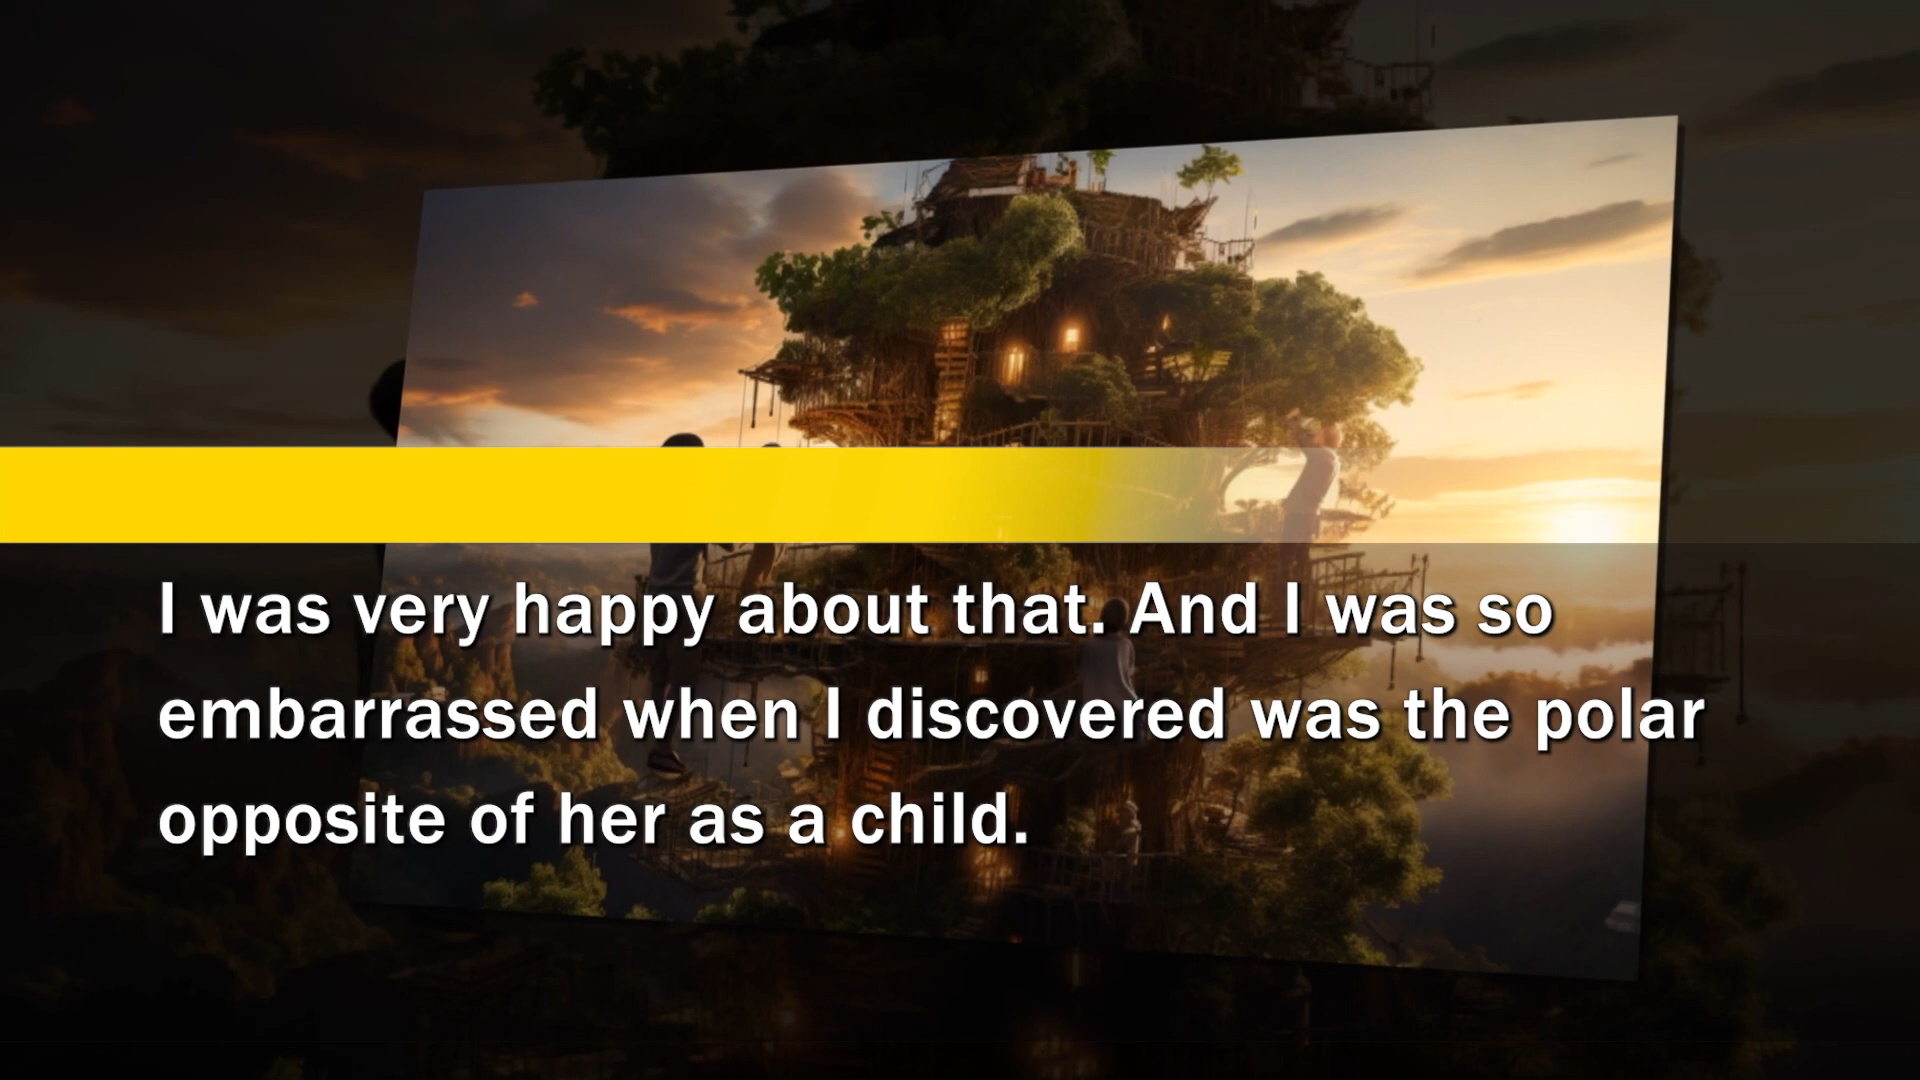 I was very happy about that. And I was so
embarrassed when I discovered was the polar
opposite of her as a child.